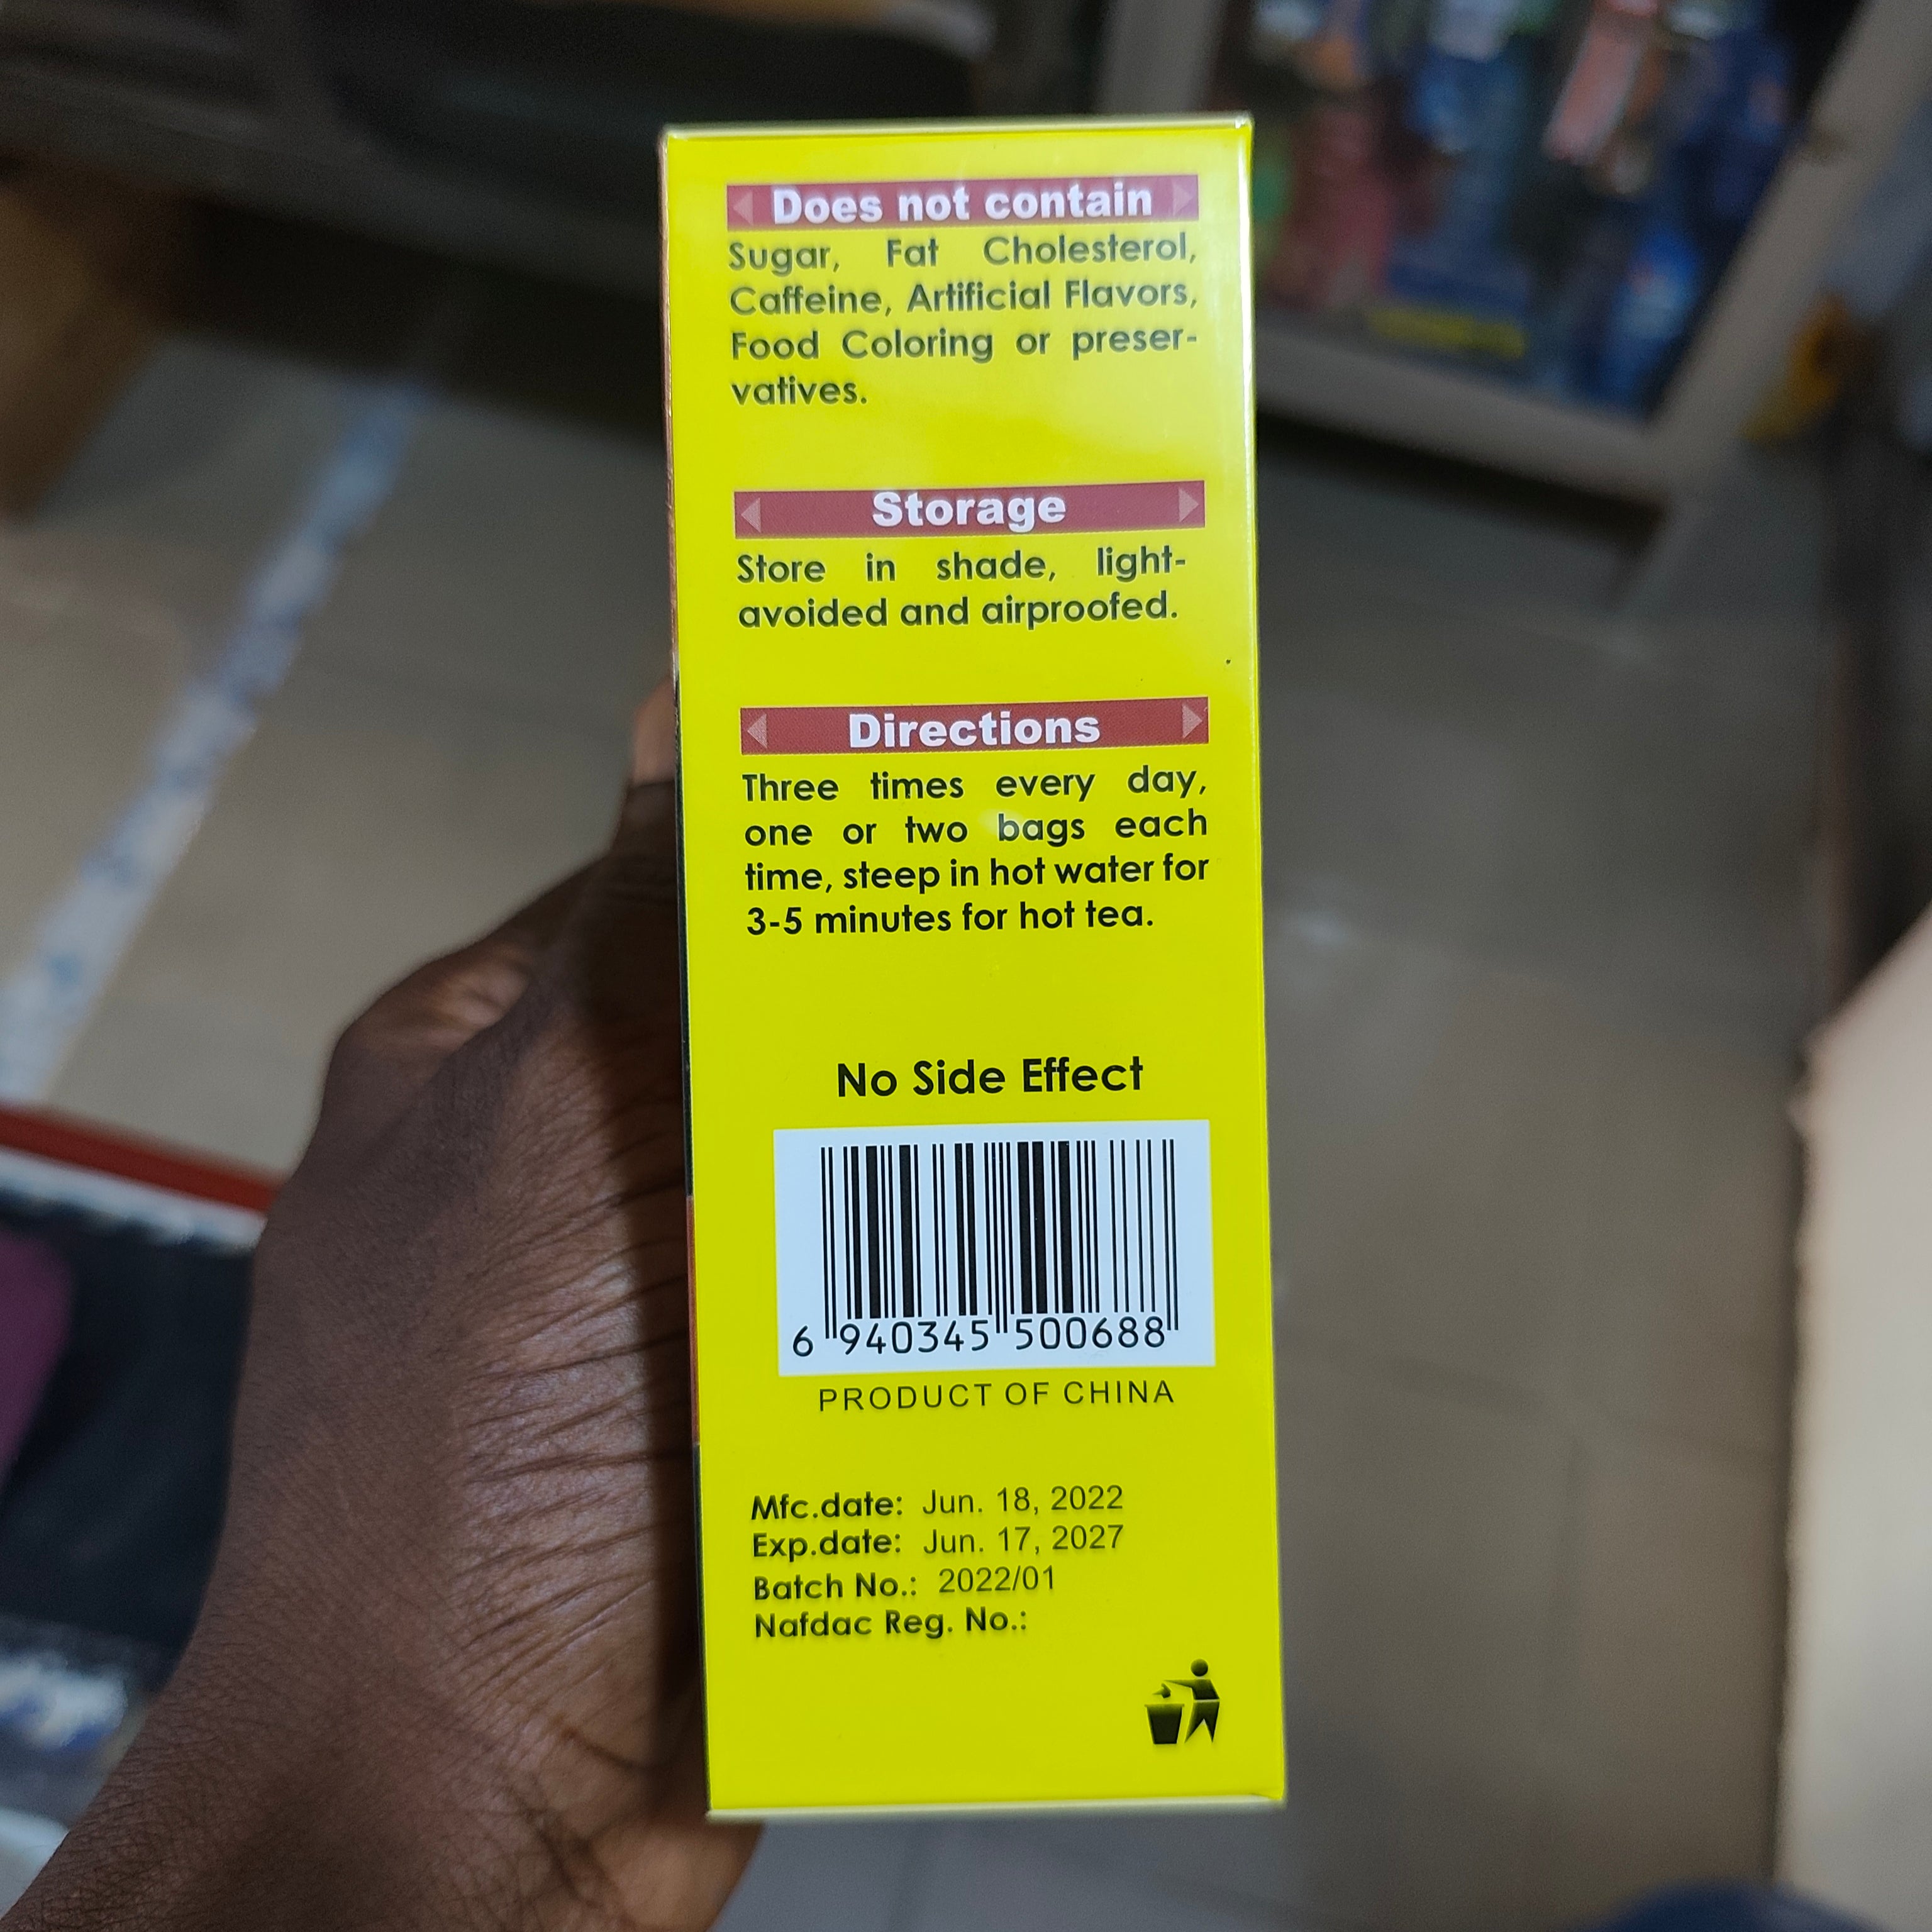 Does not contain
Sugar, Fat Cholesterol,
Caffeine, Artificial Flavors,
Food Coloring or preser-
vatives.
Storage
Store in shade, light-
avoided and airproofed.
Directions
Three times every day,
one or two bags each
time, steep in hot water for
3-5 minutes for hot tea.
No Side Effect
6 940345 500688
PRODUCT OF CHINA
Mfc.date: Jun. 18, 2022
Exp.date: Jun. 17, 2027
Batch No.: 2022/01
Nafdac Reg. No.: